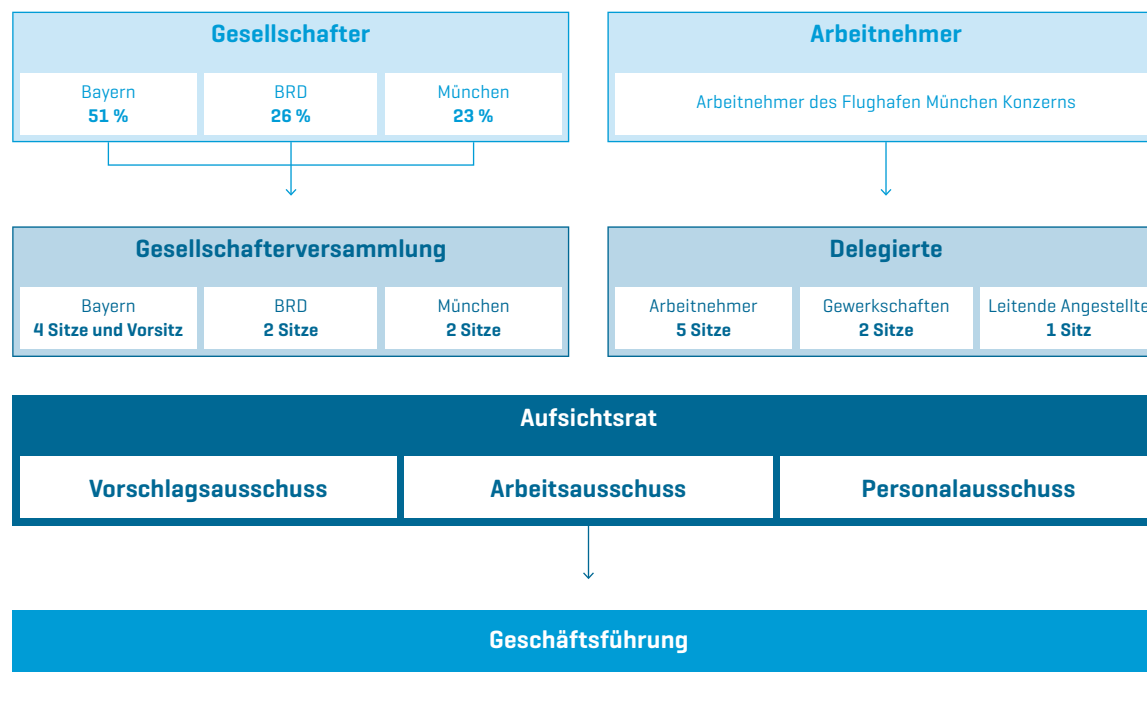 Gesellschafter
Bayern
51 %
BRD
26 %
München
23 %
Arbeitnehmer
Arbeitnehmer des Flughafen München Konzerns
Gesellschafterversammlung
Bayern
4 Sitze und Vorsitz
BRD
2 Sitze
München
2 Sitze
Delegierte
Arbeitnehmer
5 Sitze
Gewerkschaften
2 Sitze
Leitende Angestellte
1 Sitz
Aufsichtsrat
Vorschlagsausschuss
Arbeitsausschuss
Personalausschuss
Geschäftsführung